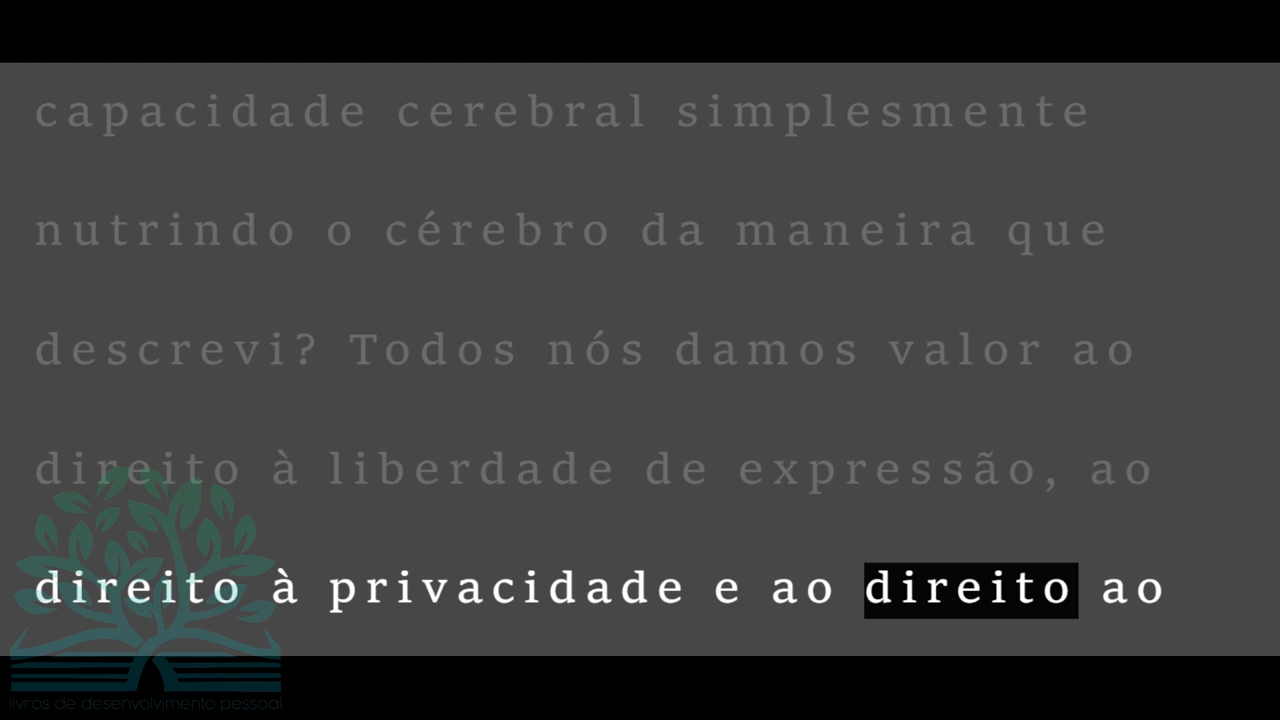 capacidade cerebral simplesmente
nutrindo o cérebro da maneira que
descrevi? Todos nós damos valor ao
direito à liberdade de expressão, ao
direito à privacidade e ao direito ao
livros de desenvolvimento pessoal